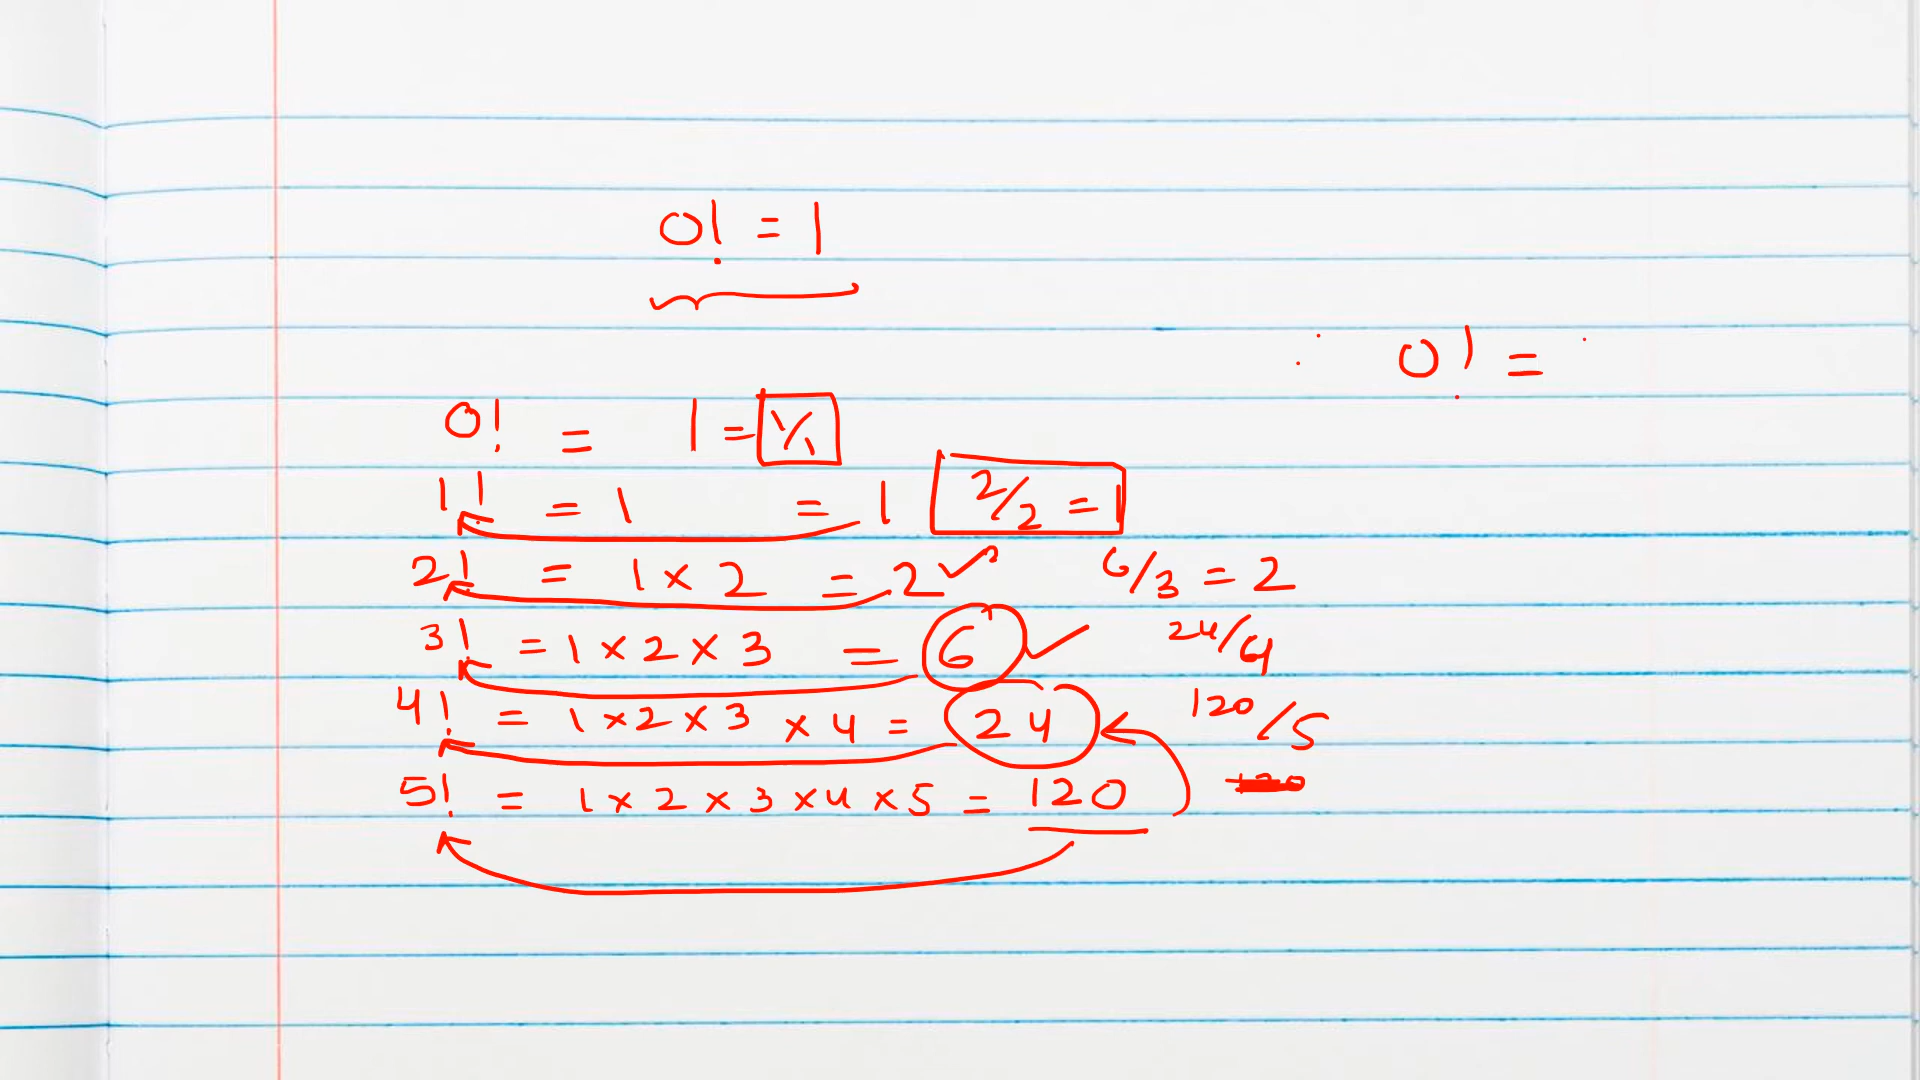 0! = 1
0! =
0! = 1 = 1/1
1! = 1 = 1 2/2 = 1
2! = 1 × 2 = 2 ✓ 6/3 = 2
3! = 1 × 2 × 3 = 6 ✓ 24/4
4! = 1 × 2 × 3 × 4 = 24 120/5
5! = 1 × 2 × 3 × 4 × 5 = 120